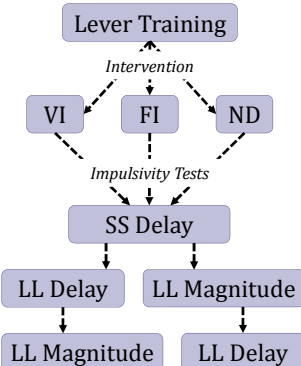 Lever Training
Intervention
VI
FI
ND
Impulsivity Tests
SS Delay
LL Delay
LL Magnitude
LL Magnitude
LL Delay